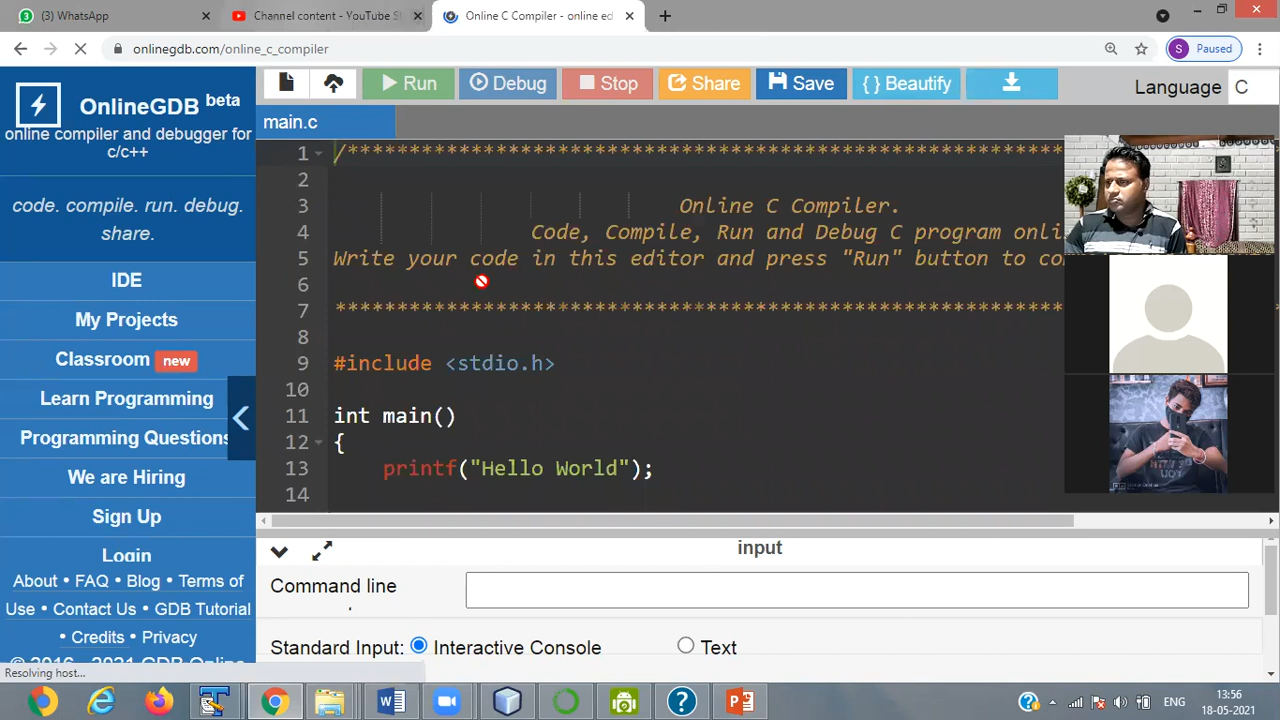 WhatsApp
Channel content - YouTube St
Online C Compiler - online ed
onlinegdb.com/online_c_compiler
S Paused
OnlineGDB beta
online compiler and debugger for
c/c++
code. compile. run. debug.
share.
IDE
My Projects
Classroom new
Learn Programming
Programming Questions
We are Hiring
Sign Up
Login
About • FAQ • Blog • Terms of
Use • Contact Us • GDB Tutorial
• Credits • Privacy
© 2016 - 2021 GDB Online
Resolving host...
Run Debug Stop Share Save { } Beautify Language C
main.c
1 /***********************************************************
2
3 Online C Compiler.
4 Code, Compile, Run and Debug C program onli
5 Write your code in this editor and press "Run" button to co
6
7 ***********************************************************
8
9 #include <stdio.h>
10
11 int main()
12 {
13 printf("Hello World");
14
input
Command line
Standard Input: Interactive Console Text
ENG
13:56
18-05-2021